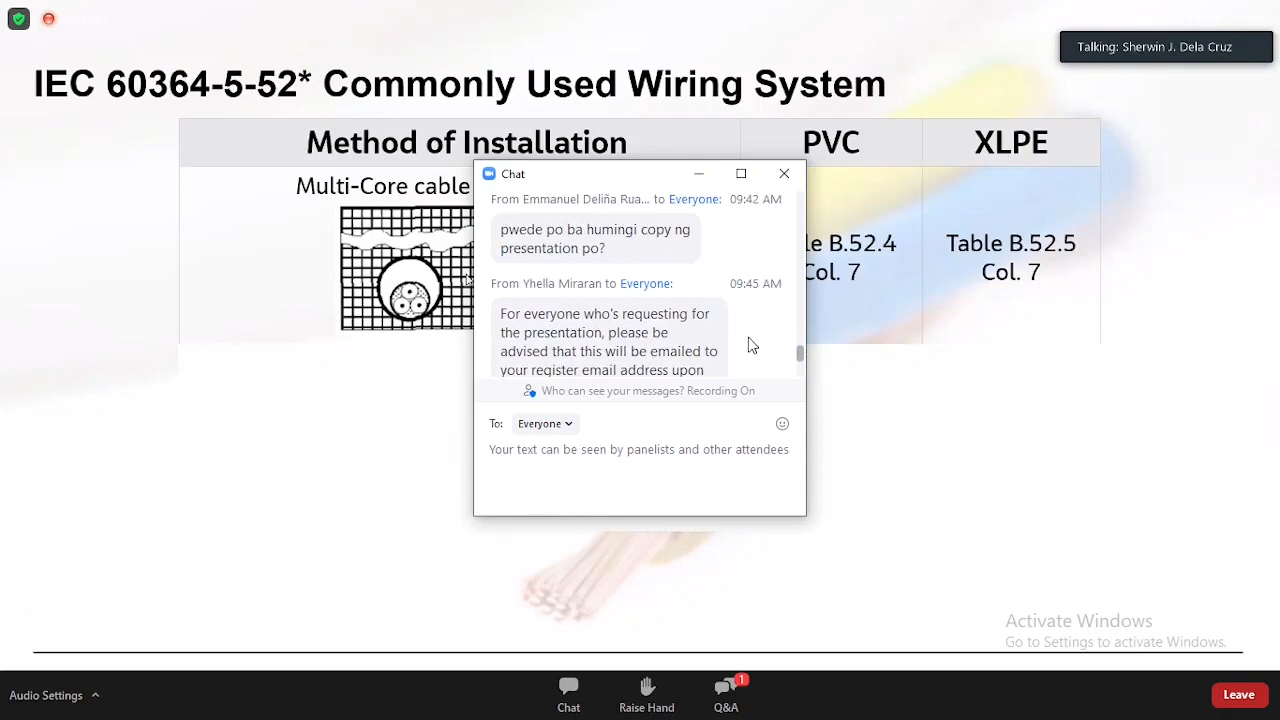 Talking: Sherwin J. Dela Cruz
IEC 60364-5-52* Commonly Used Wiring System
Method of Installation
PVC
XLPE
Multi-Core cable
le B.52.4
Col. 7
Table B.52.5
Col. 7
Chat
From Emmanuel Deliña Rua... to Everyone: 09:42 AM
pwede po ba humingi copy ng
presentation po?
From Yhella Miraran to Everyone: 09:45 AM
For everyone who's requesting for
the presentation, please be
advised that this will be emailed to
your register email address upon
Who can see your messages? Recording On
To: Everyone
Your text can be seen by panelists and other attendees
Activate Windows
Go to Settings to activate Windows.
Audio Settings
Chat
Raise Hand
Q&A
1
Leave